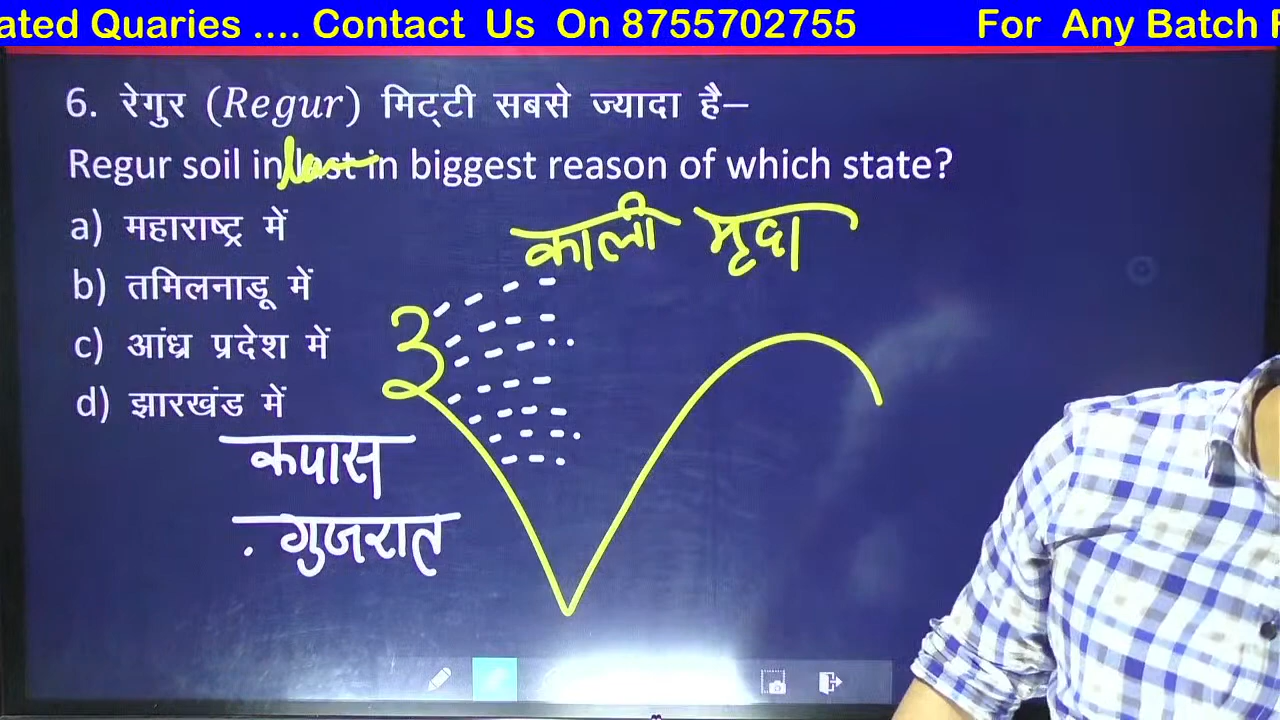 ated Quaries .... Contact Us On 8755702755 For Any Batch
6. रेगुर (Regur) मिट्टी सबसे ज्यादा है–
Regur soil in last in biggest reason of which state?
काली मृदा
a) महाराष्ट्र में
b) तमिलनाडू में
c) आंध्र प्रदेश में
d) झारखंड में
कपास
. गुजरात